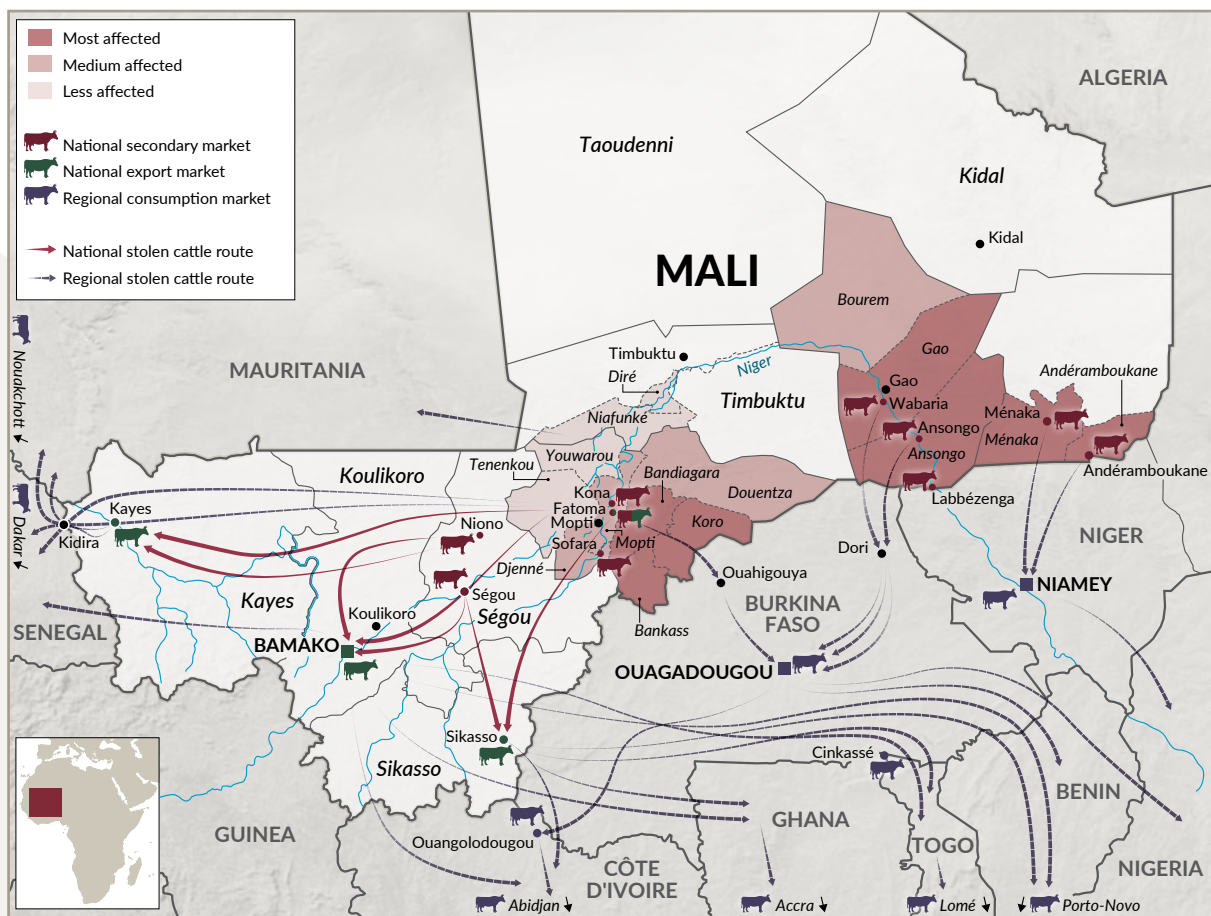 Most affected
Medium affected
Less affected
National secondary market
National export market
Regional consumption market
National stolen cattle route
Regional stolen cattle route
ALGERIA
Taoudenni
Kidal
Kidal
MALI
Bourem
Timbuktu
Niger
Gao
MAURITANIA
Diré
Andéramboukane
Nouakchott
Gao
Wabaria
Niafunké
Timbuktu
Ménaka
Ansongo
Ménaka
Youwarou
Ansongo
Koulikoro
Tenenkou
Bandiagara
Andéramboukane
Douentza
Labbézenga
Kona
Kayes
Fatoma
Dakar
Niono
Mopti
Koro
Kidira
Mopti
Sofara
Dori
NIGER
Djenné
Ouahigouya
NIAMEY
Kayes
Ségou
BURKINA
FASO
Koulikoro
Ségou
SENEGAL
Bankass
BAMAKO
OUAGADOUGOU
Sikasso
Cinkassé
Sikasso
BENIN
GUINEA
Ouangolodougou
GHANA
TOGO
CÔTE
D'IVOIRE
NIGERIA
Abidjan
Accra
Lomé
Porto-Novo